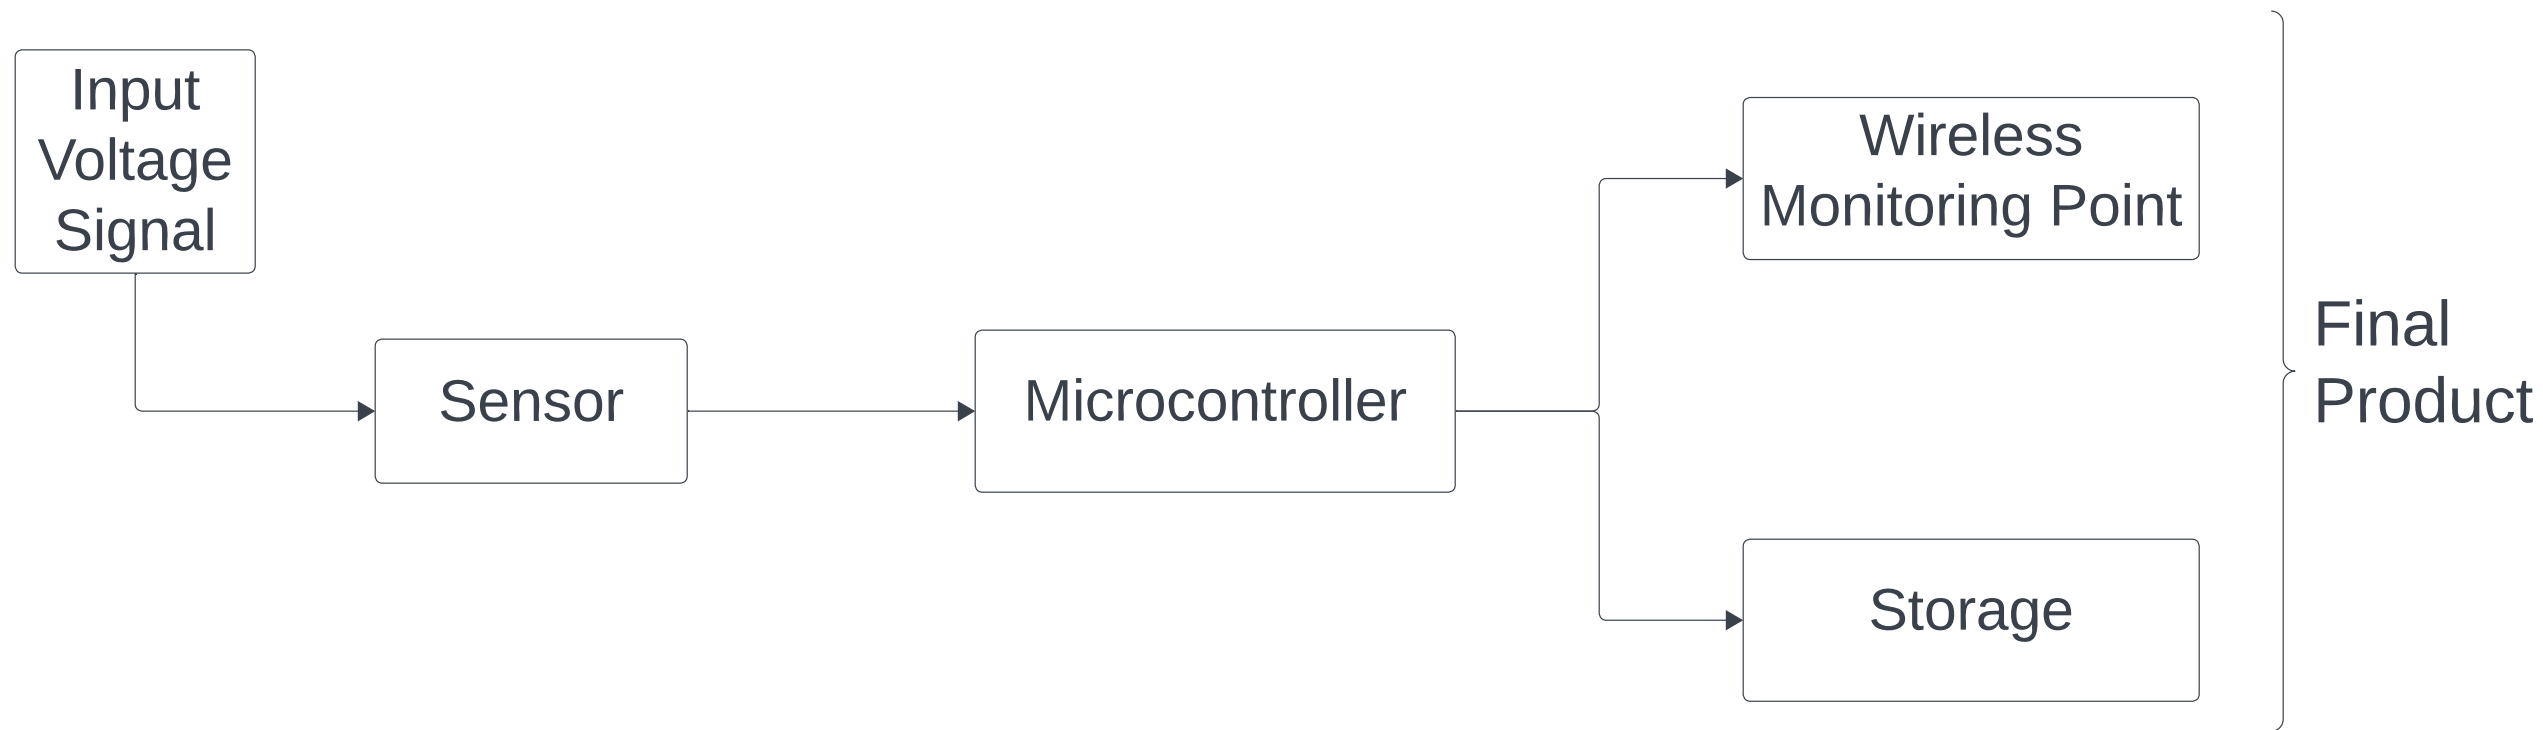 Input
Voltage
Signal
Sensor
Microcontroller
Wireless
Monitoring Point
Storage
Final
Product